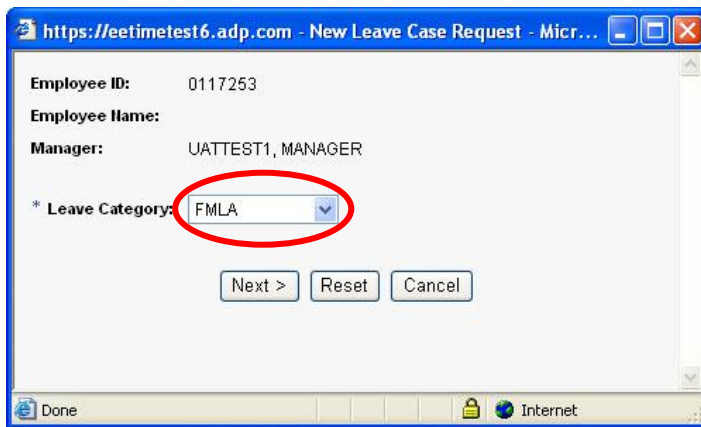 https://eetimetest6.adp.com - New Leave Case Request - Micr...
Employee ID: 0117253
Employee Name:
Manager: UATTEST1, MANAGER
* Leave Category: FMLA
Next > Reset Cancel
Done Internet